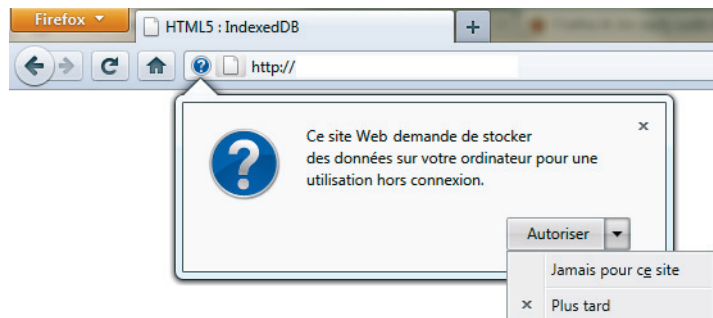 Firefox
HTML5 : IndexedDB
http://
Ce site Web demande de stocker
des données sur votre ordinateur pour une
utilisation hors connexion.
Autoriser
Jamais pour ce site
Plus tard